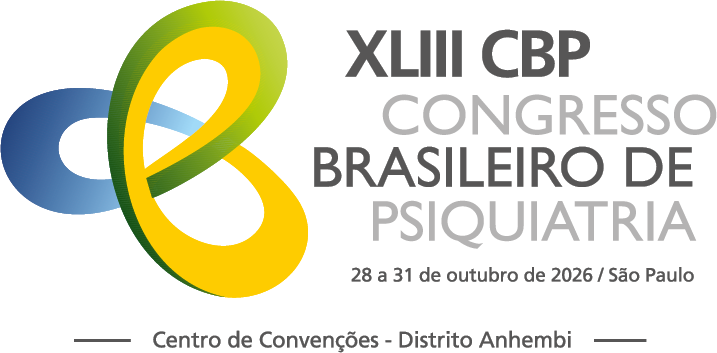 XLIII CBP
CONGRESSO
BRASILEIRO DE
PSIQUIATRIA
28 a 31 de outubro de 2026 / São Paulo
Centro de Convenções - Distrito Anhembi